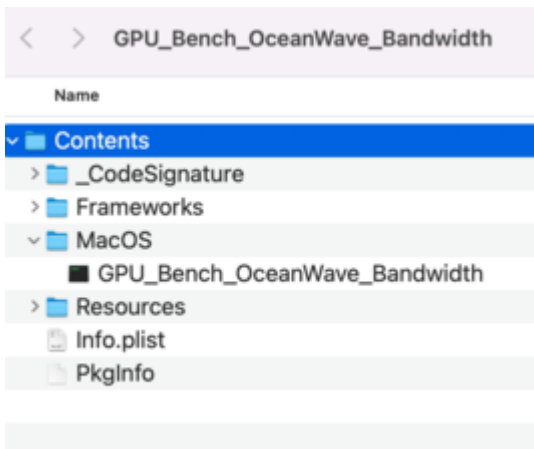 GPU_Bench_OceanWave_Bandwidth
Name
Contents
_CodeSignature
Frameworks
MacOS
GPU_Bench_OceanWave_Bandwidth
Resources
Info.plist
PkgInfo